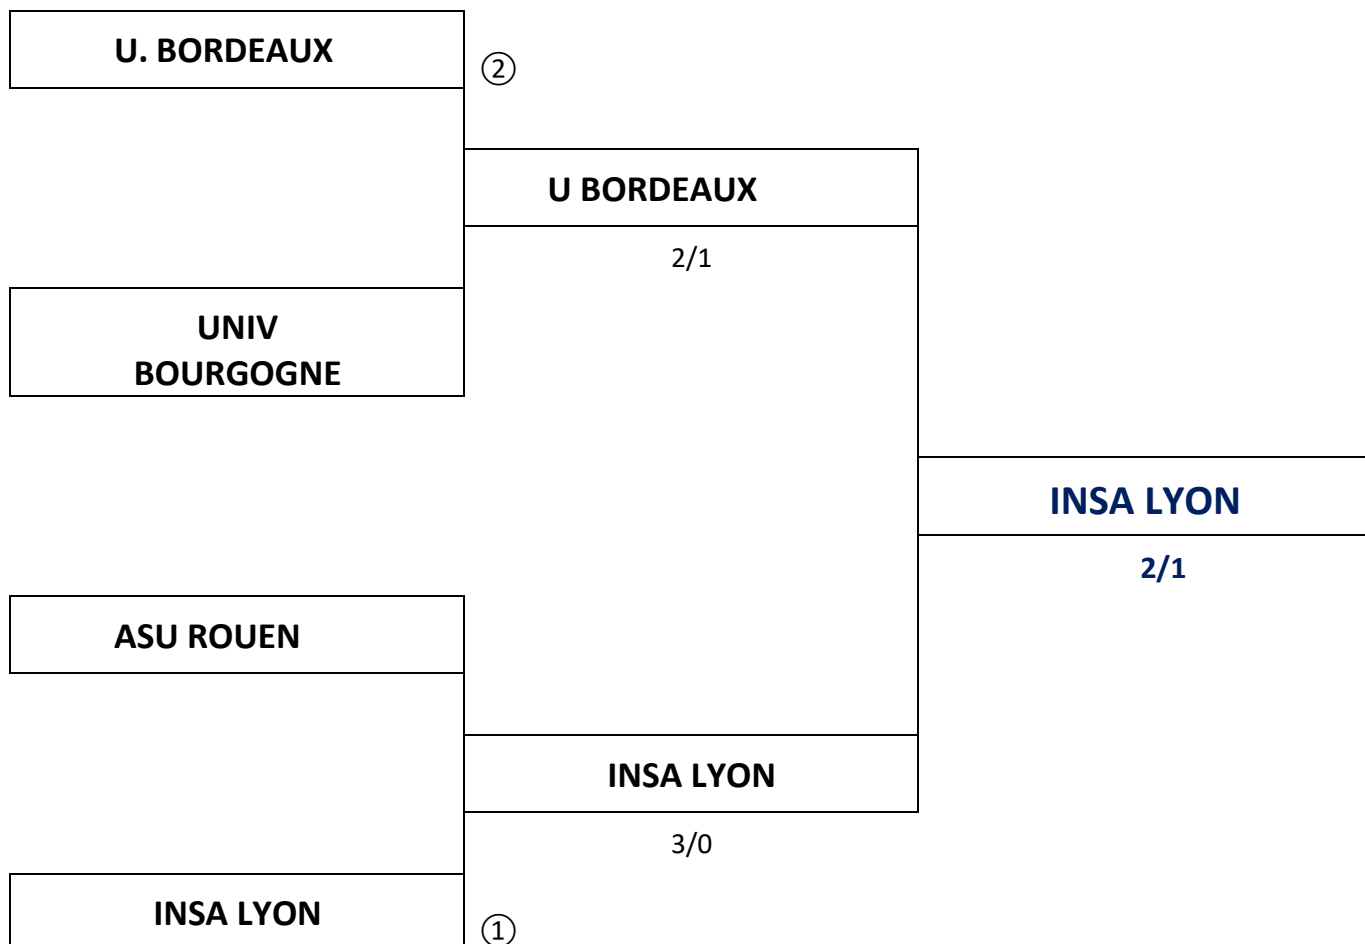 U. BORDEAUX
②
U BORDEAUX
2/1
UNIV
BOURGOGNE
INSA LYON
2/1
ASU ROUEN
INSA LYON
3/0
INSA LYON
①